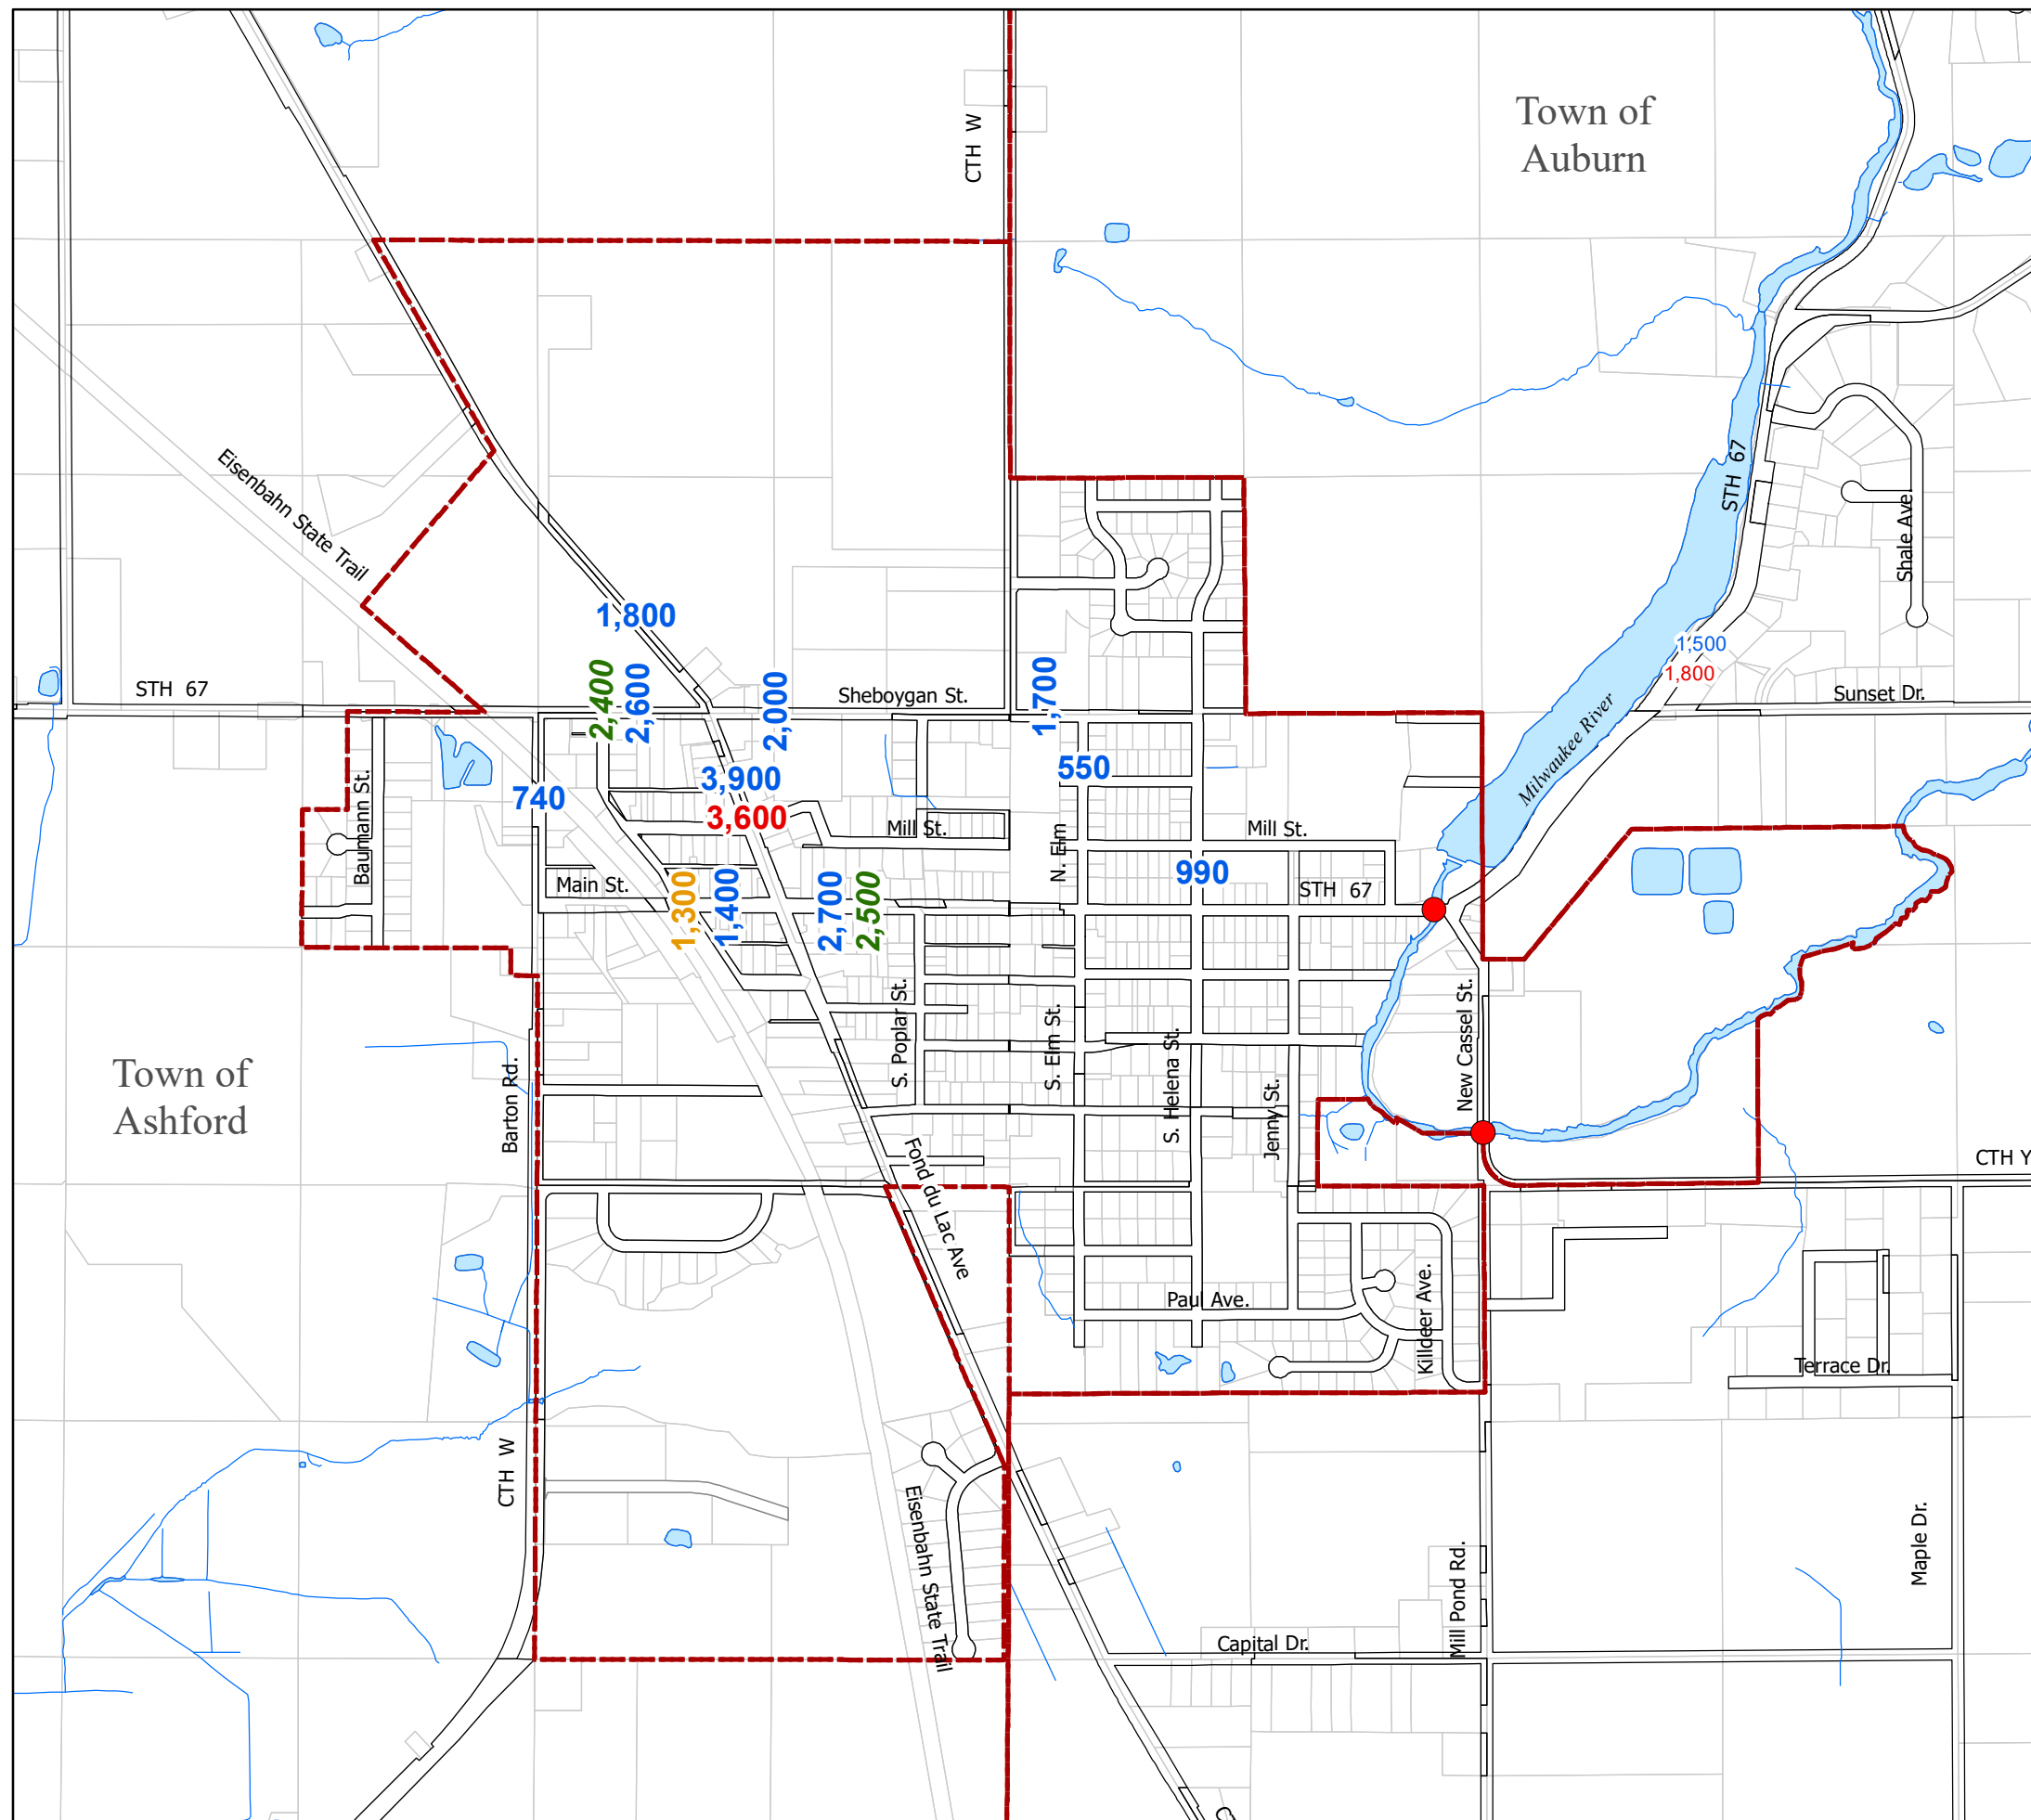 Town of
Auburn
CTH W
Eisenbahn State Trail
STH 67
Shale Ave.
1,800
1,500
1,800
STH 67
2,400
2,600
2,000
Sheboygan St.
1,700
Sunset Dr.
Milwaukee River
Baumann St.
740
3,900
550
3,600
Mill St.
N. Elm
Mill St.
Main St.
1,300
1,400
2,700
2,500
990
STH 67
Town of
Ashford
Barton Rd.
S. Poplar St.
S. Elm St.
S. Helena St.
Jenny St.
New Cassel St.
CTH Y
Fond du Lac Ave
Paul Ave.
Killdeer Ave.
Terrace Dr.
CTH W
Eisenbahn State Trail
Mill Pond Rd.
Maple Dr.
Capital Dr.